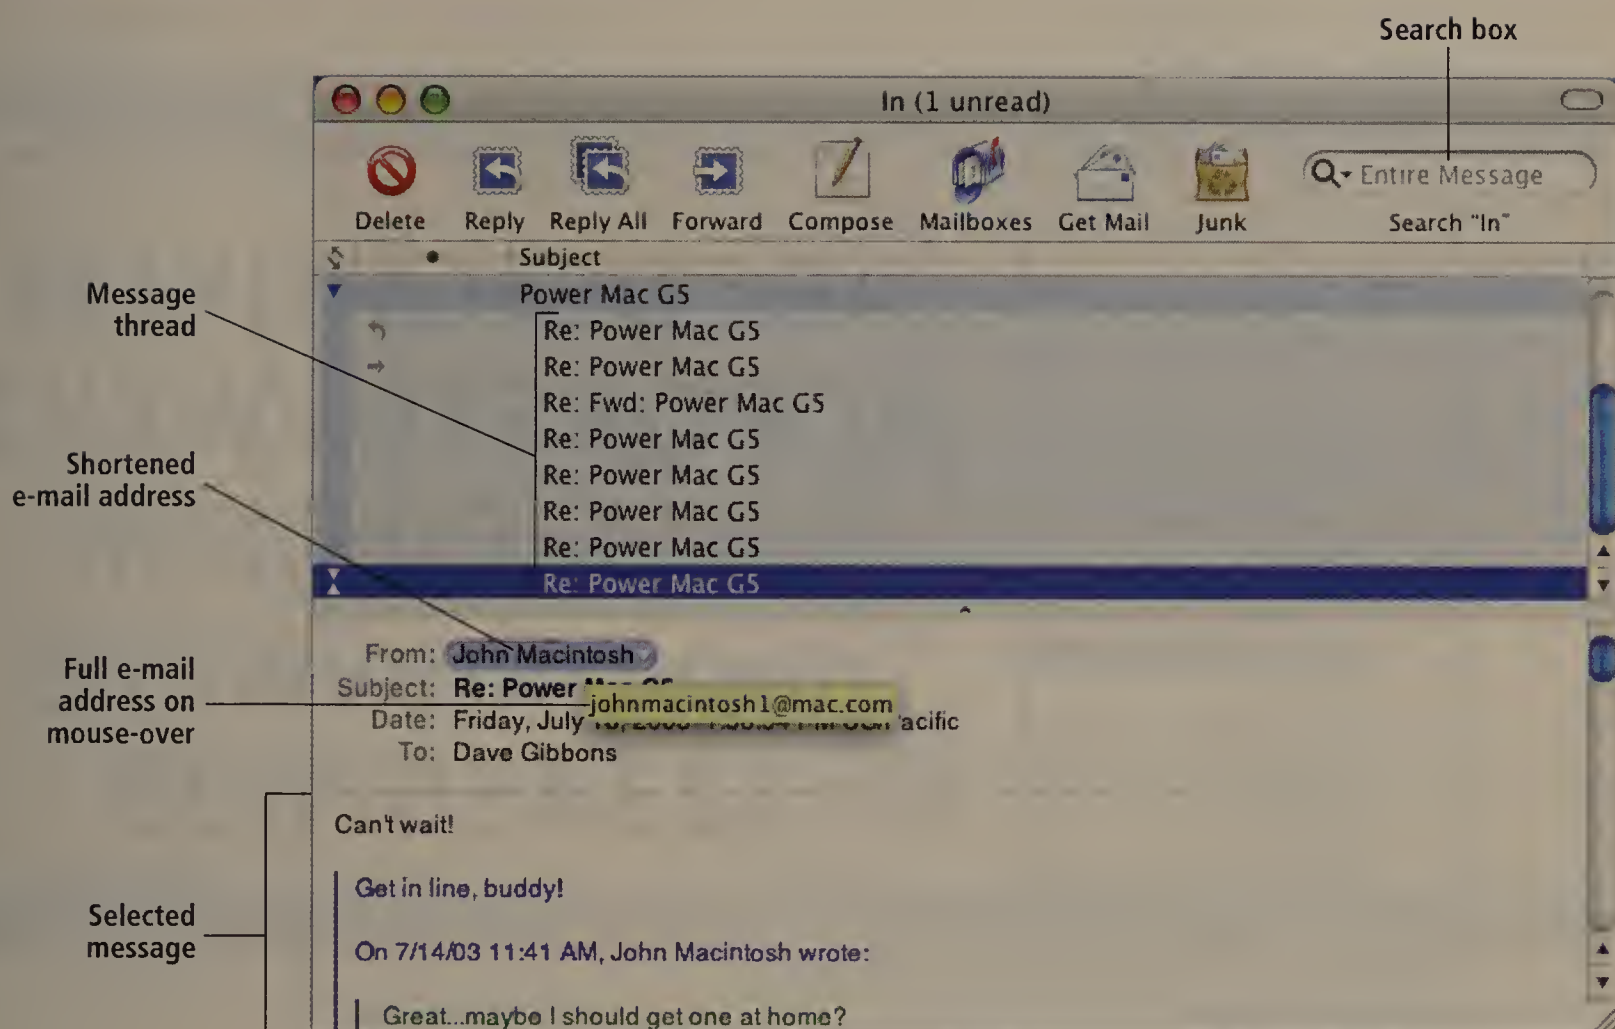 Search box
In (1 unread)
Entire Message
Delete Reply Reply All Forward Compose Mailboxes Get Mail Junk Search "In"
Subject
Power Mac G5
Message
thread
Re: Power Mac G5
Re: Power Mac G5
Re: Fwd: Power Mac G5
Re: Power Mac G5
Re: Power Mac G5
Re: Power Mac G5
Re: Power Mac G5
Re: Power Mac G5
Shortened
e-mail address
From: John Macintosh
Subject: Re: Power
johnmacintosh1@mac.com
Date: Friday, July acific
To: Dave Gibbons
Full e-mail
address on
mouse-over
Can't wait!
Get in line, buddy!
On 7/14/03 11:41 AM, John Macintosh wrote:
Great...maybe I should get one at home?
Selected
message